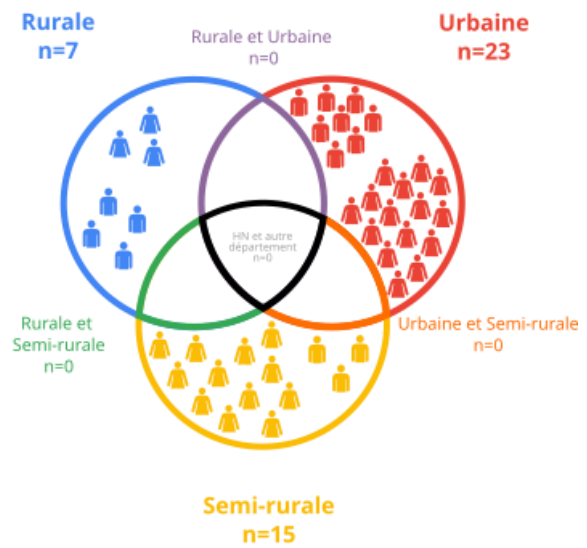 Rurale
n=7
Rurale et Urbaine
n=0
Urbaine
n=23
HN et autre
département
n=0
Rurale et
Semi-rurale
n=0
Urbaine et Semi-rurale
n=0
Semi-rurale
n=15